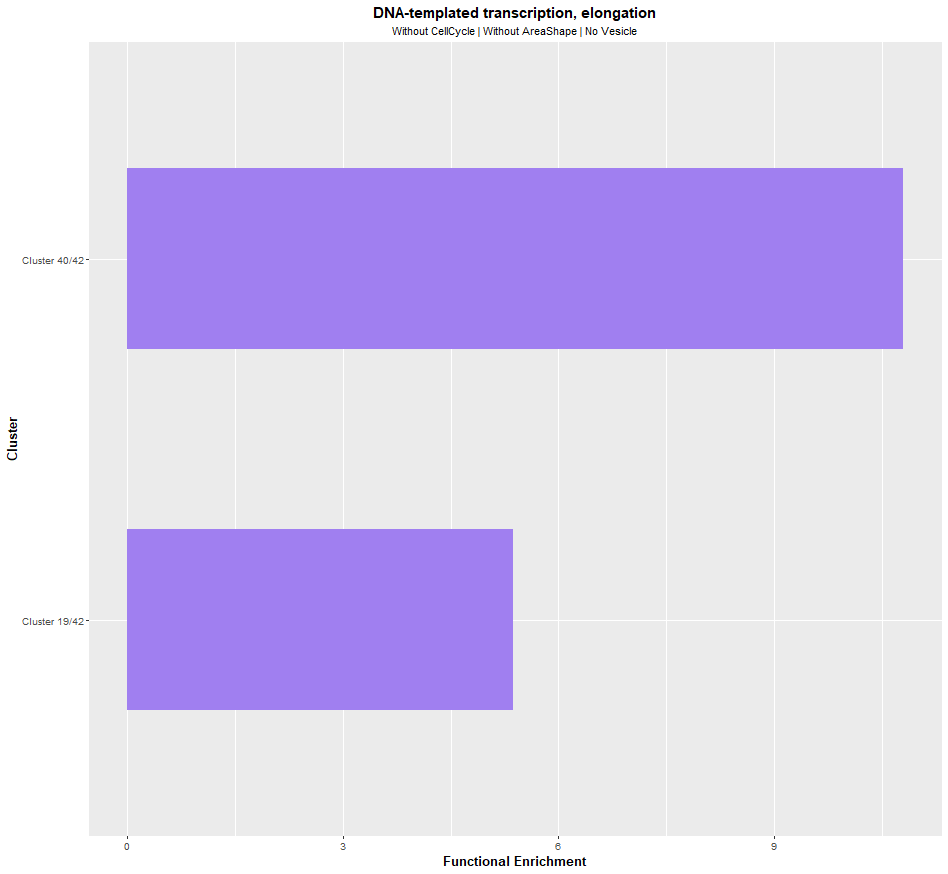 DNA-templated transcription, elongation
Without CellCycle | Without AreaShape | No Vesicle
Cluster
Cluster 40/42
Cluster 19/42
0 3 6 9
Functional Enrichment